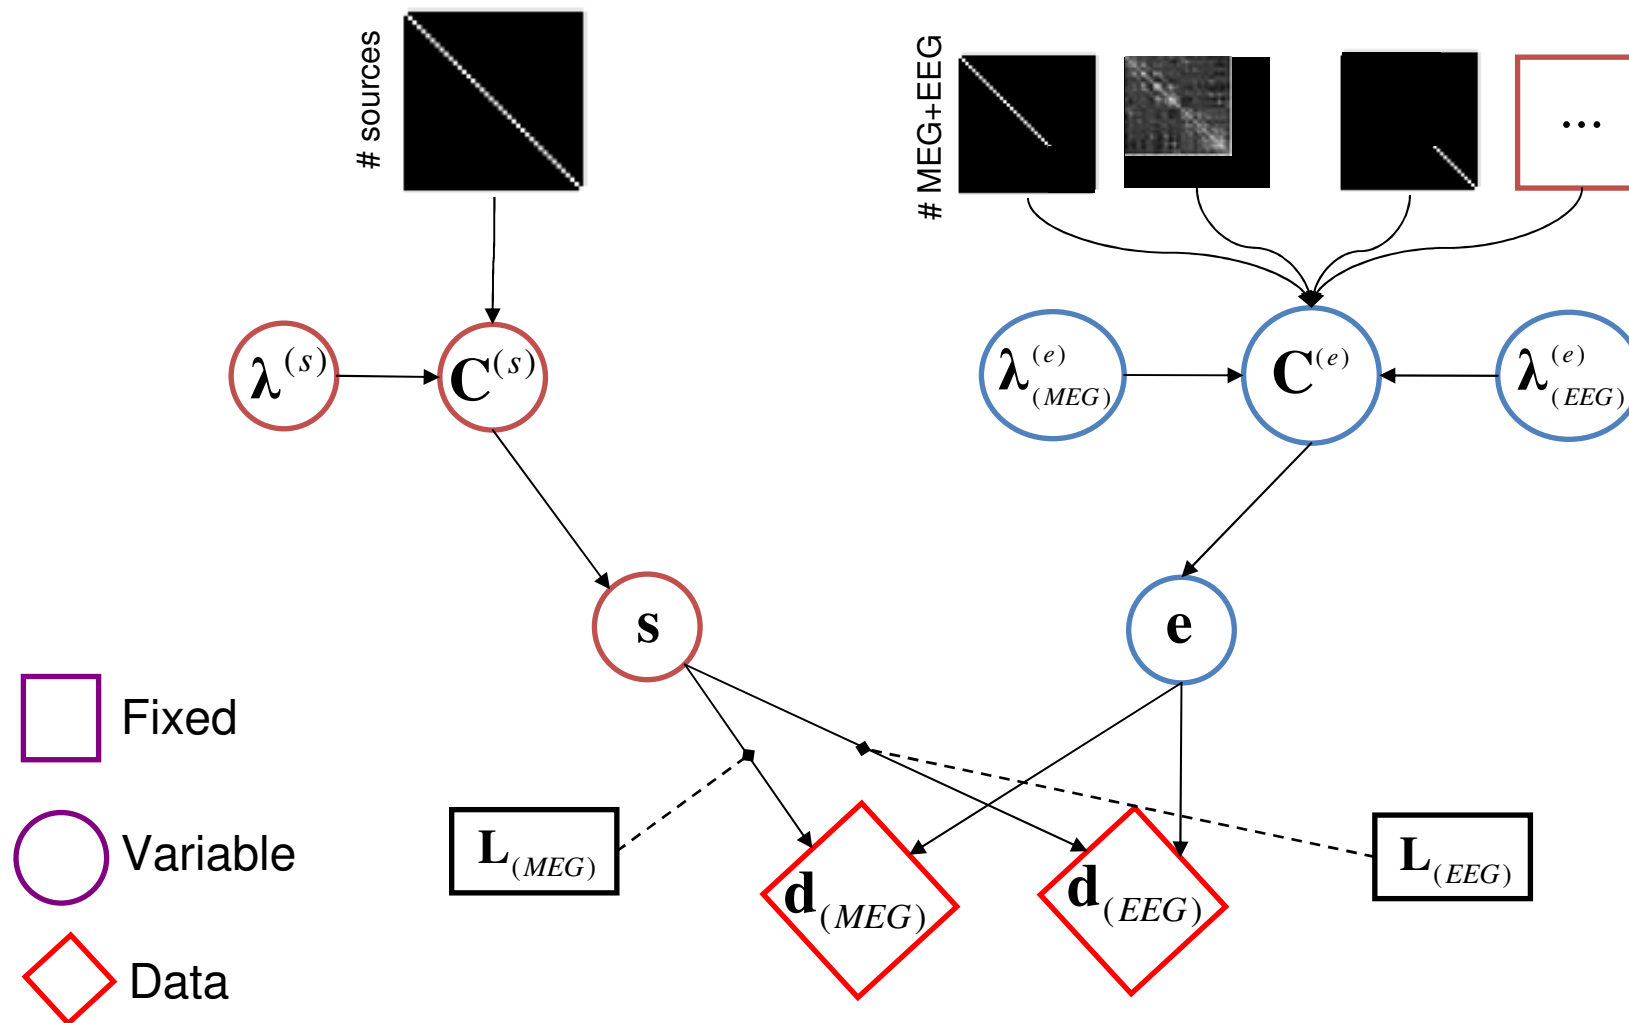 # sources
# MEG+EEG
...
λ(s)
C(s)
λ(e)(MEG)
C(e)
λ(e)(EEG)
s
e
Fixed
Variable
Data
L(MEG)
d(MEG)
d(EEG)
L(EEG)